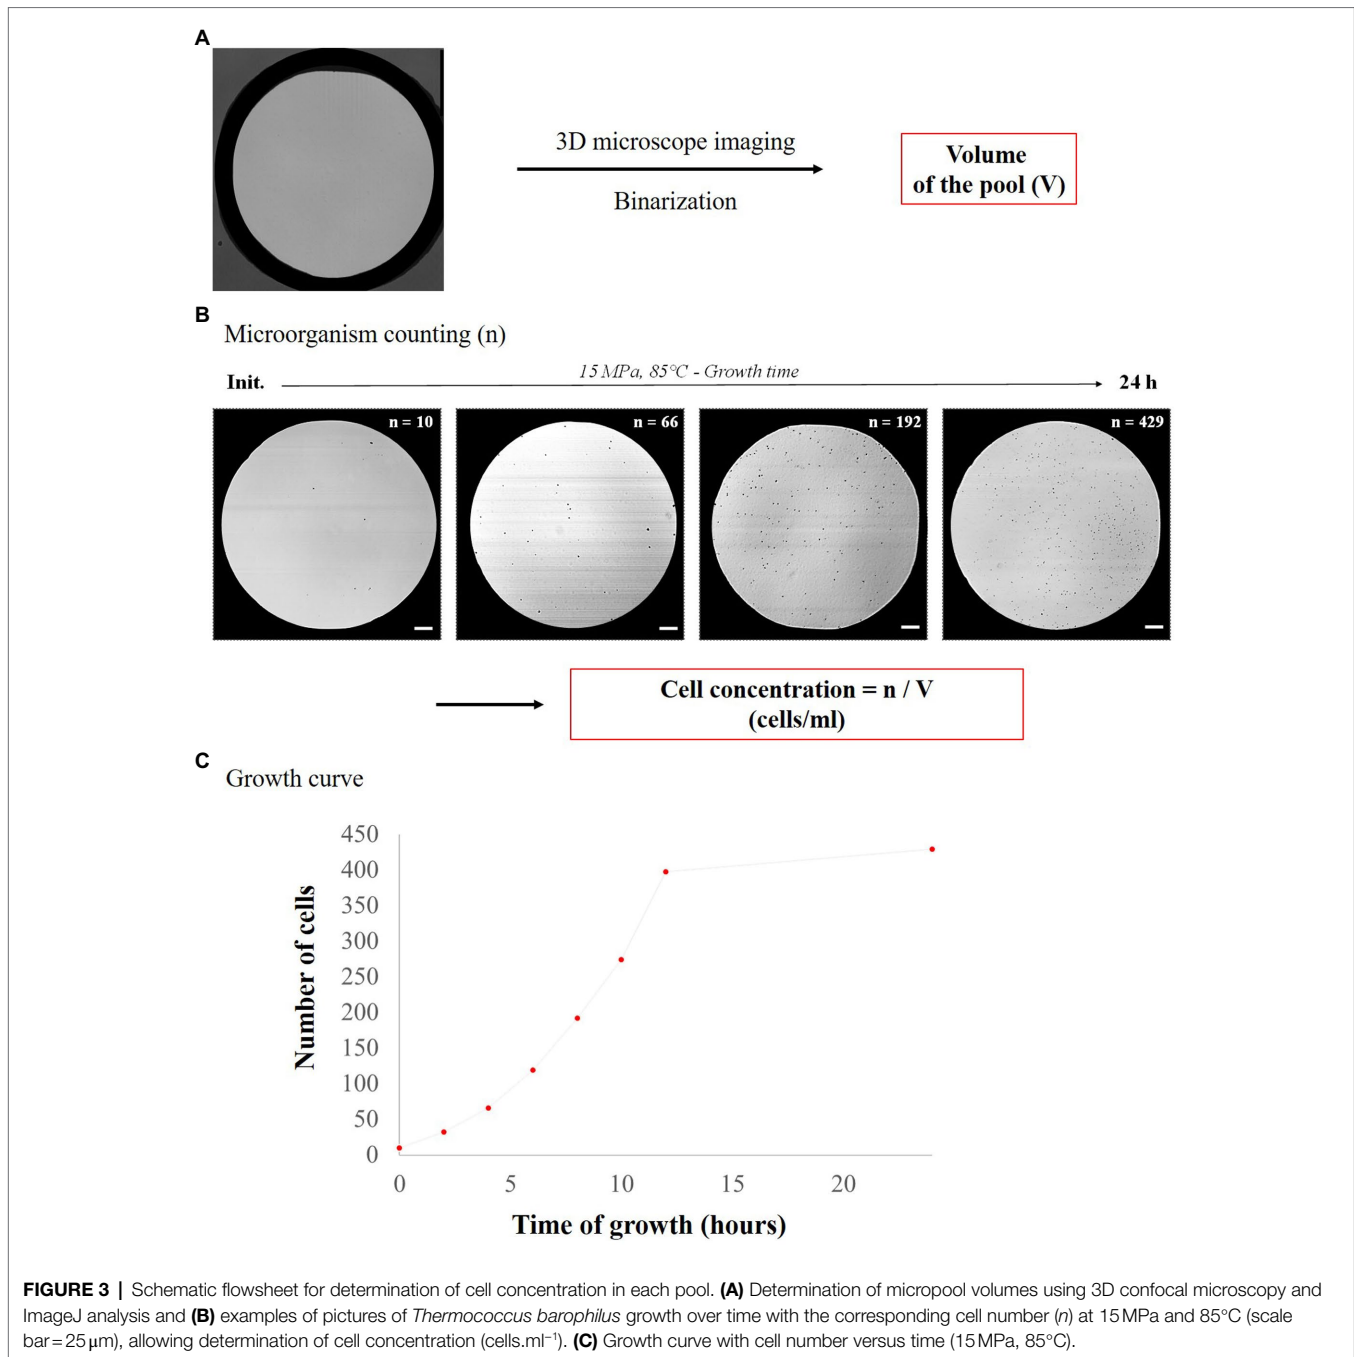 A
3D microscope imaging
Binarization
Volume
of the pool (V)
B
Microorganism counting (n)
Init.
15 MPa, 85°C - Growth time
24 h
n = 10
n = 66
n = 192
n = 429
Cell concentration = n / V
(cells/ml)
C
Growth curve
450
400
350
300
250
200
150
100
50
0
Number of cells
0
5
10
15
20
Time of growth (hours)
FIGURE 3 | Schematic flowsheet for determination of cell concentration in each pool. (A) Determination of micropool volumes using 3D confocal microscopy and
ImageJ analysis and (B) examples of pictures of Thermococcus barophilus growth over time with the corresponding cell number (n) at 15 MPa and 85°C (scale
bar = 25 μm), allowing determination of cell concentration (cells.ml⁻¹). (C) Growth curve with cell number versus time (15 MPa, 85°C).